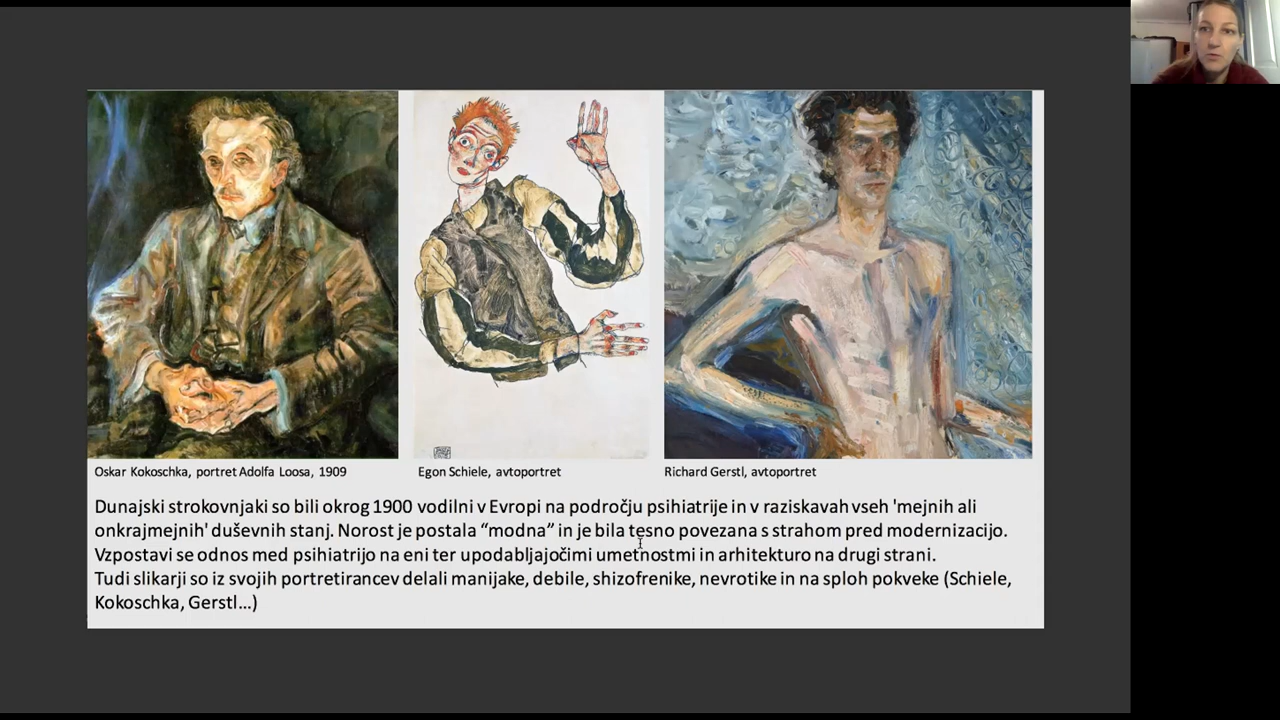 Oskar Kokoschka, portret Adolfa Loosa, 1909
Egon Schiele, avtoportret
Richard Gerstl, avtoportret
Dunajski strokovnjaki so bili okrog 1900 vodilni v Evropi na področju psihiatrije in v raziskavah vseh 'mejnih ali
onkrajmejnih' duševnih stanj. Norost je postala “modna” in je bila tesno povezana s strahom pred modernizacijo.
Vzpostavi se odnos med psihiatrijo na eni ter upodabljajočimi umetnostmi in arhitekturo na drugi strani.
Tudi slikarji so iz svojih portretirancev delali manijake, debile, shizofrenike, nevrotike in na sploh pokveke (Schiele,
Kokoschka, Gerstl…)